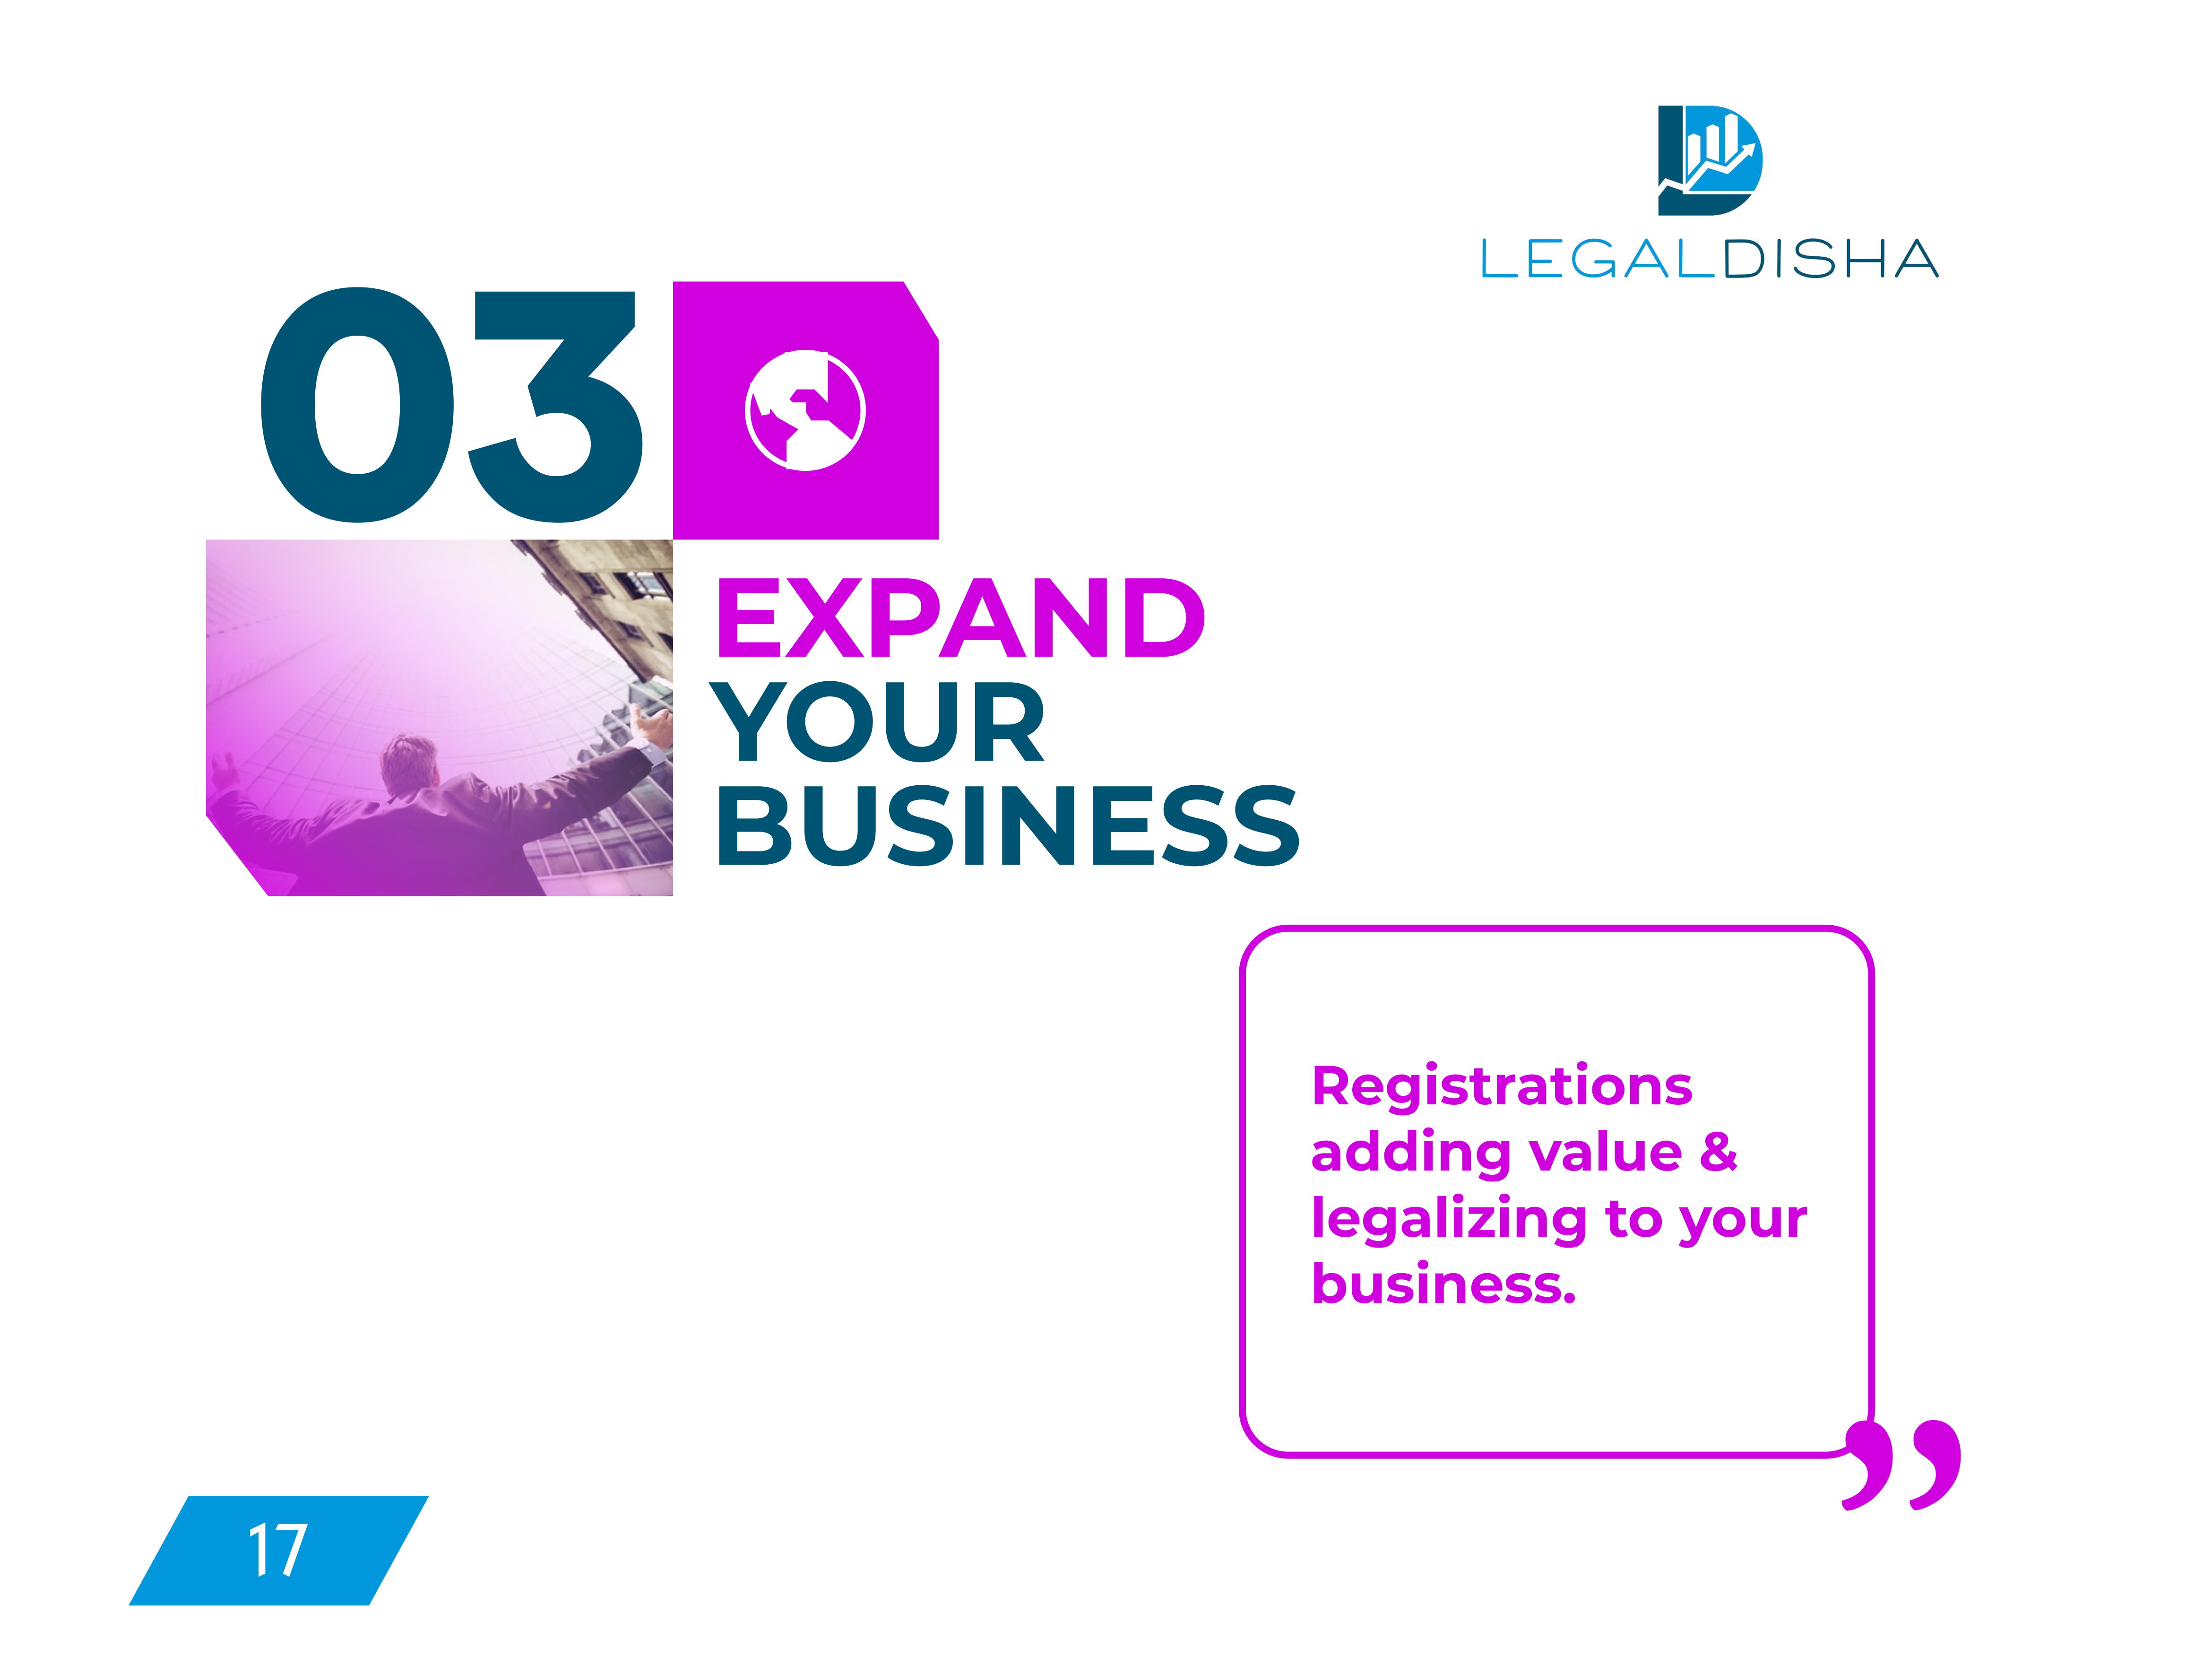 LEGALDISHA
03
EXPAND
YOUR
BUSINESS
Registrations
adding value &
legalizing to your
business.
”
17